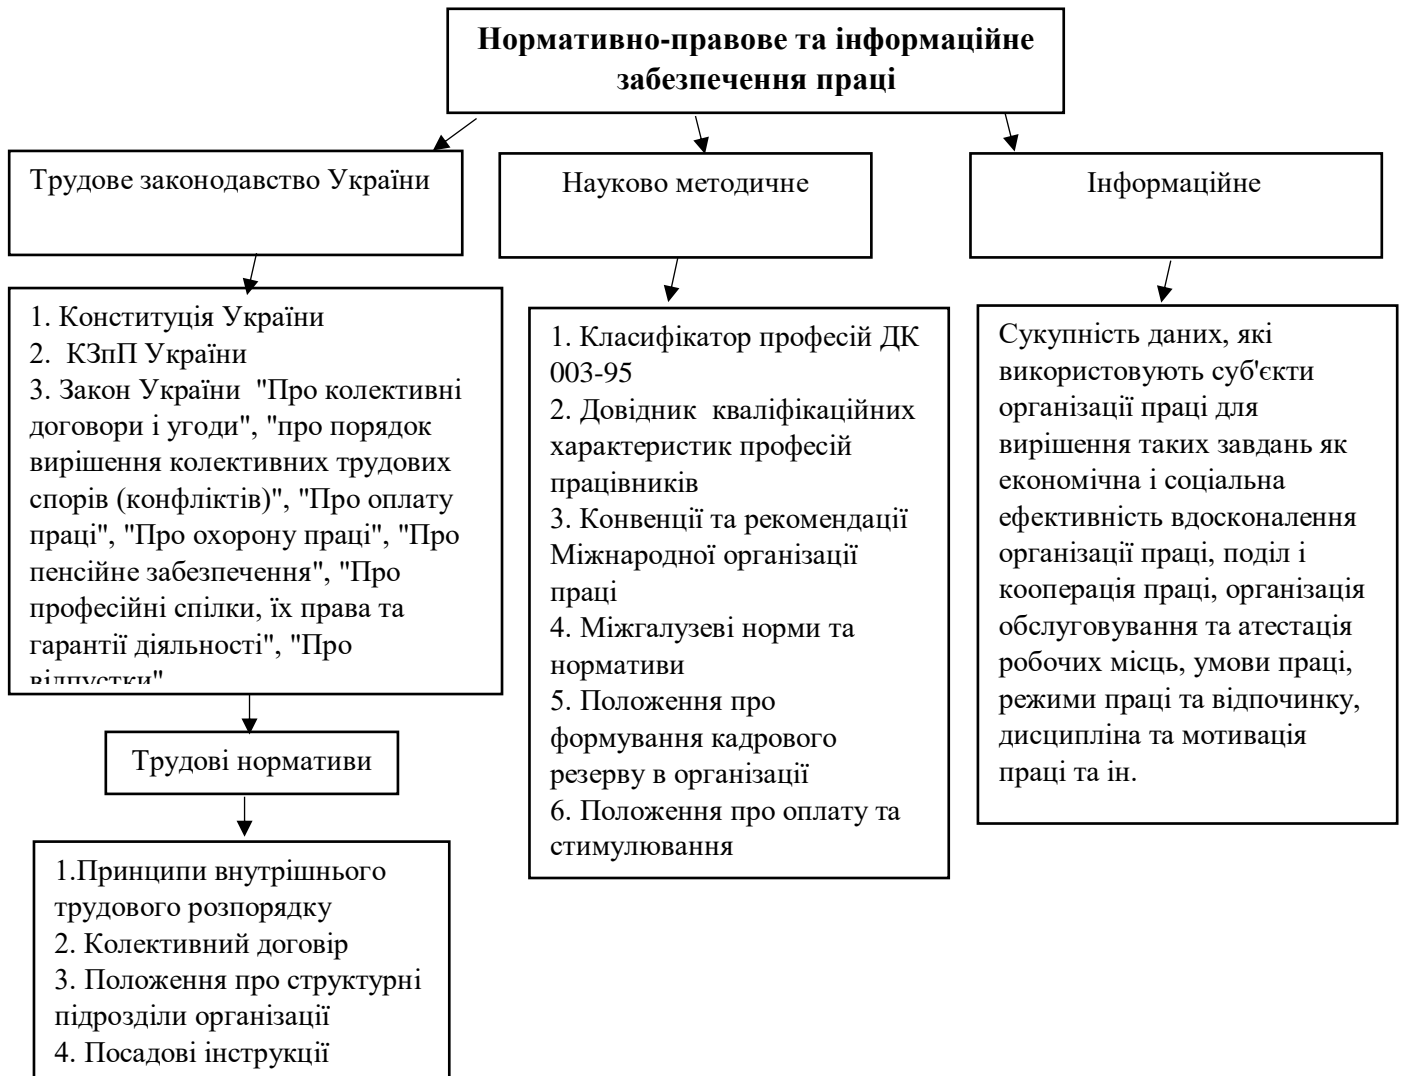 Нормативно-правове та інформаційне
забезпечення праці
Трудове законодавство України
Науково методичне
Інформаційне
1. Конституція України
2. КЗпП України
3. Закон України "Про колективні
договори і угоди", "про порядок
вирішення колективних трудових
спорів (конфліктів)", "Про оплату
праці", "Про охорону праці", "Про
пенсійне забезпечення", "Про
професійні спілки, їх права та
гарантії діяльності", "Про
відпустки"
Трудові нормативи
1.Принципи внутрішнього
трудового розпорядку
2. Колективний договір
3. Положення про структурні
підрозділи організації
4. Посадові інструкції
1. Класифікатор професій ДК
003-95
2. Довідник кваліфікаційних
характеристик професій
працівників
3. Конвенції та рекомендації
Міжнародної організації
праці
4. Міжгалузеві норми та
нормативи
5. Положення про
формування кадрового
резерву в організації
6. Положення про оплату та
стимулювання
Сукупність даних, які
використовують суб'єкти
організації праці для
вирішення таких завдань як
економічна і соціальна
ефективність вдосконалення
організації праці, поділ і
кооперація праці, організація
обслуговування та атестація
робочих місць, умови праці,
режими праці та відпочинку,
дисципліна та мотивація
праці та ін.